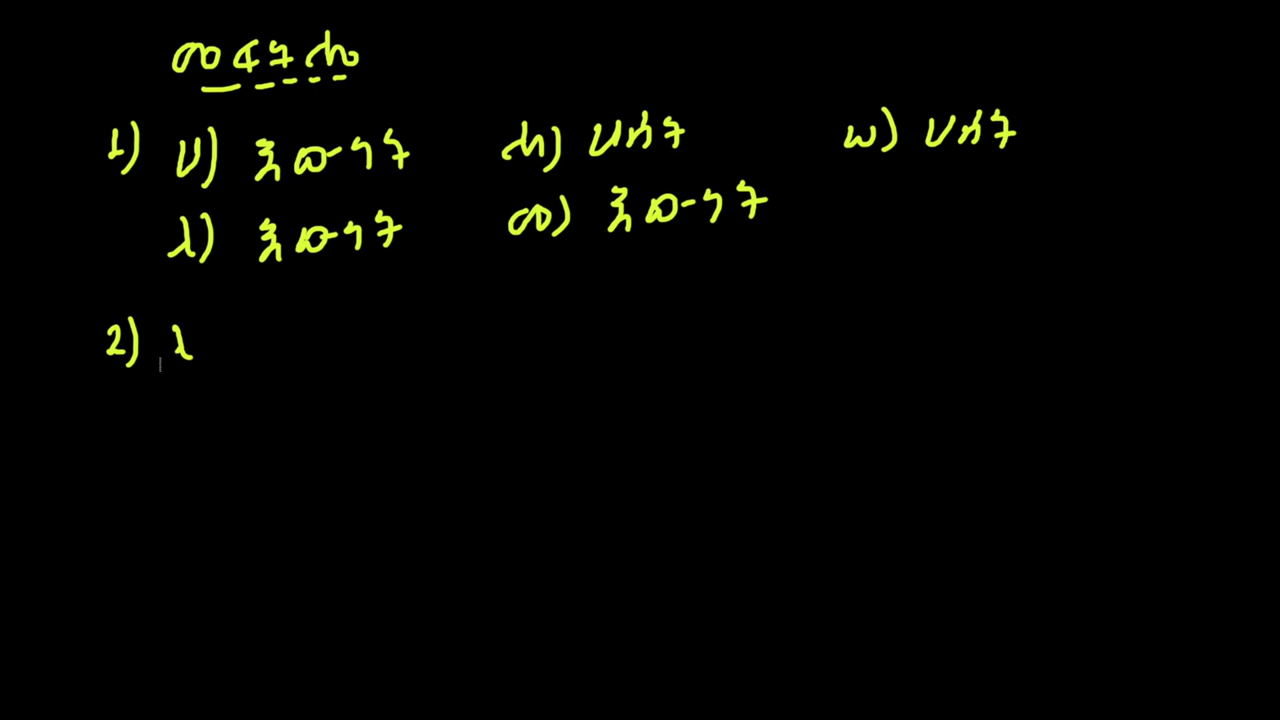 መፍትሔ
1) ሀ) እውነት ሐ) ሀሰት ሠ) ሀሰት
ለ) እውነት መ) እውነት
2) ለ